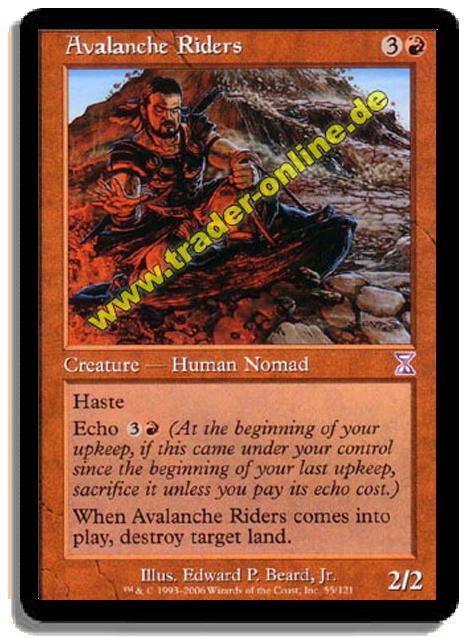 Avalanche Riders 3
www.trader-online.de
Creature — Human Nomad
Haste
Echo 3 (At the beginning of your
upkeep, if this came under your control
since the beginning of your last upkeep,
sacrifice it unless you pay its echo cost.)
When Avalanche Riders comes into
play, destroy target land.
Illus. Edward P. Beard, Jr.
™ & © 1993-2006 Wizards of the Coast, Inc. 55/121
2/2